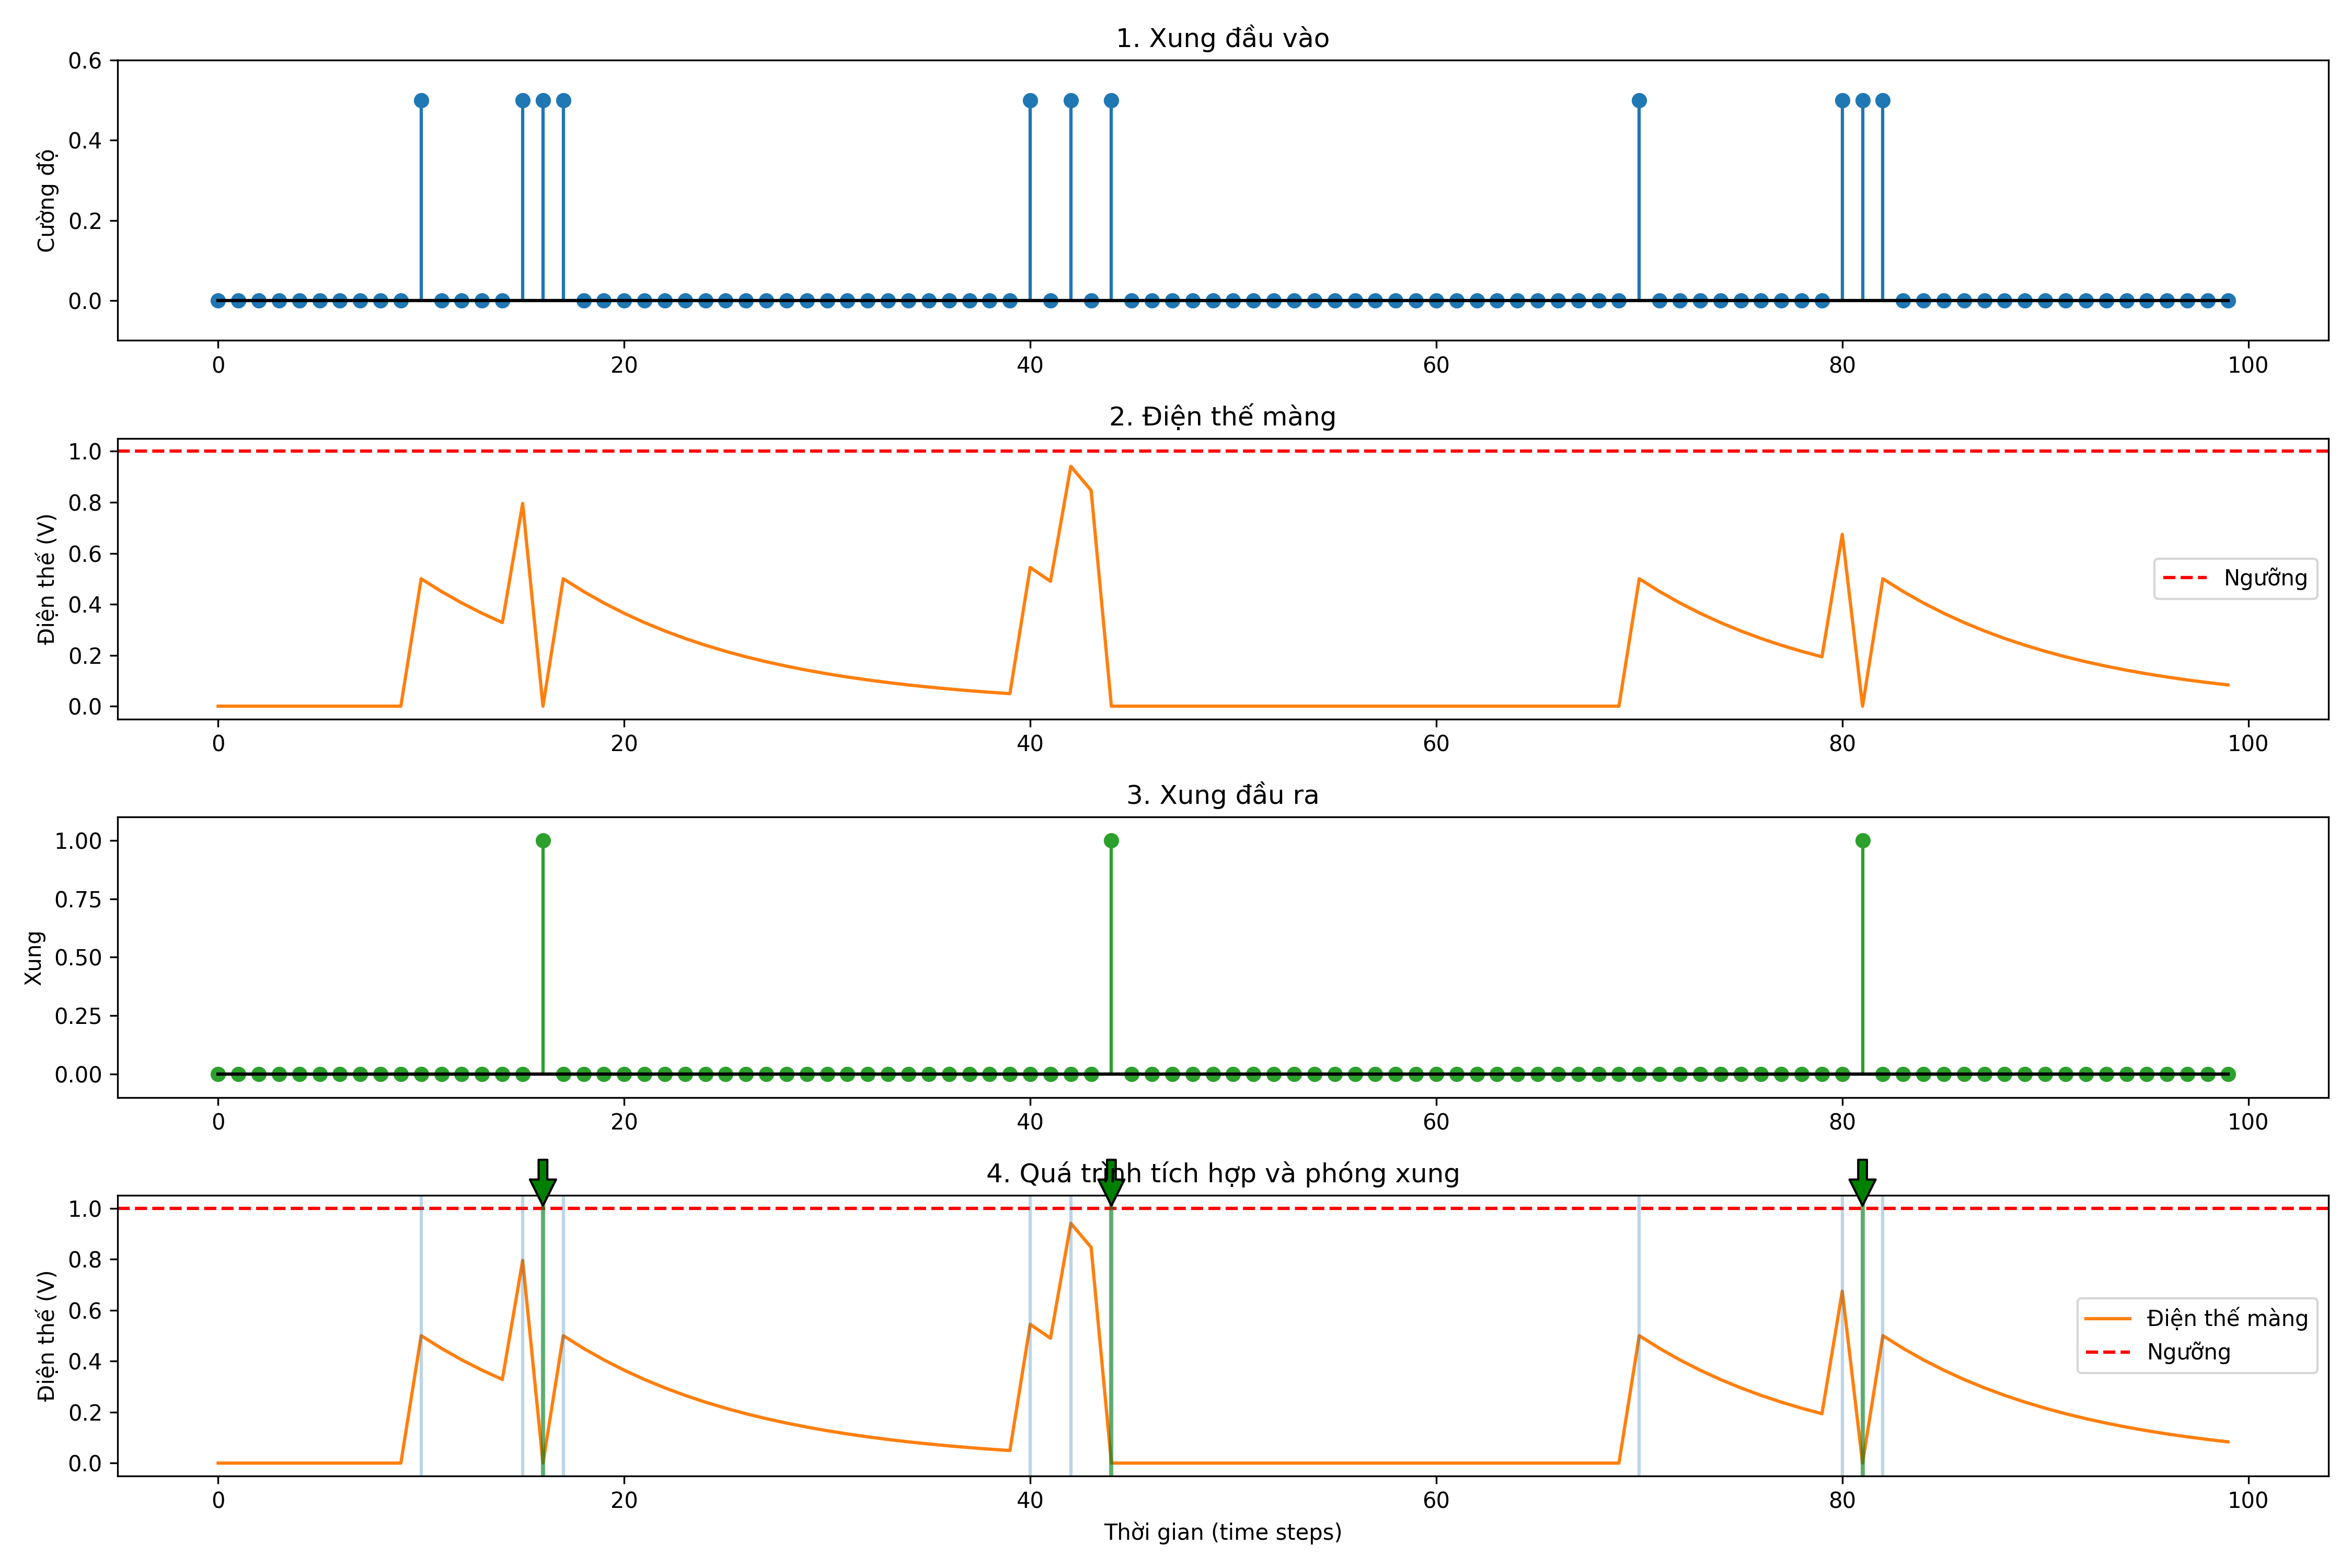 1. Xung đầu vào
Cường độ
0.6
0.4
0.2
0.0
0 20 40 60 80 100
2. Điện thế màng
Điện thế (V)
1.0
0.8
0.6
0.4
0.2
0.0
Ngưỡng
0 20 40 60 80 100
3. Xung đầu ra
Xung
1.00
0.75
0.50
0.25
0.00
0 20 40 60 80 100
4. Quá trình tích hợp và phóng xung
Điện thế (V)
1.0
0.8
0.6
0.4
0.2
0.0
Điện thế màng
Ngưỡng
0 20 40 60 80 100
Thời gian (time steps)